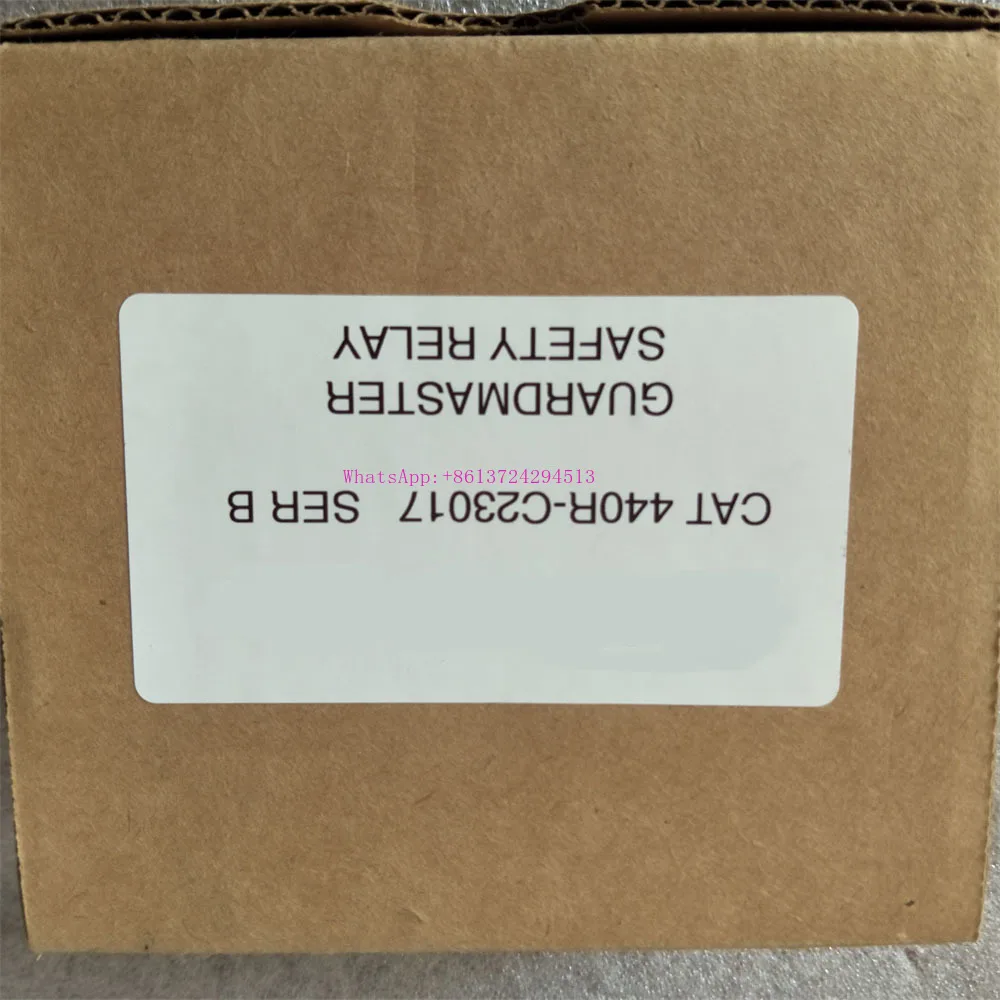 CAT 440R-C23017 SER B
WhatsApp:+8613724294513
GUARDMASTER
SAFETY RELAY